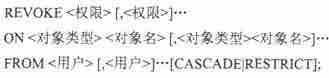 REVOKE <权限> [,<权限>]…
ON <对象类型> <对象名> [,<对象类型><对象名>]…
FROM <用户> [,<用户>]…[CASCADE|RESTRICT];